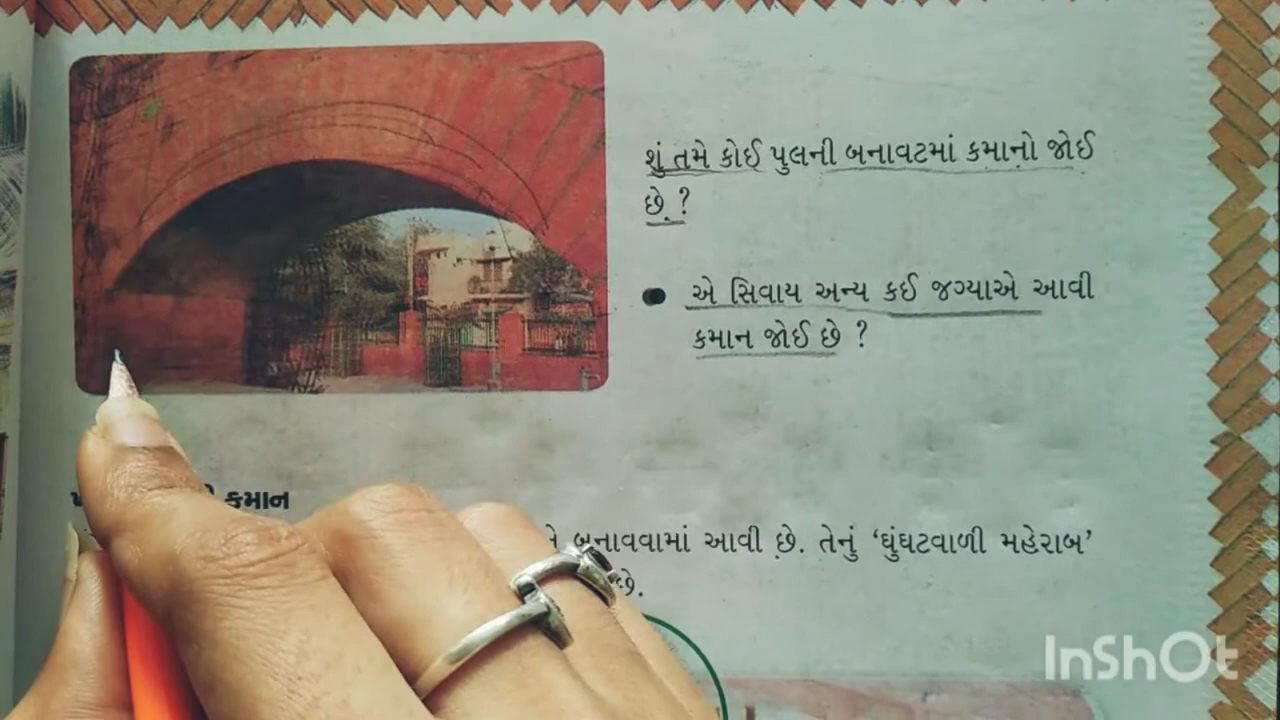 શું તમે કોઈ પુલની બનાવટમાં કમાનો જોઈ
છે ?
એ સિવાય અન્ય કઈ જગ્યાએ આવી
કમાન જોઈ છે ?
કમાન
બનાવવામાં આવી છે. તેનું ‘ઘુંઘટવાળી મહેરાબ’
છે.
InShOt